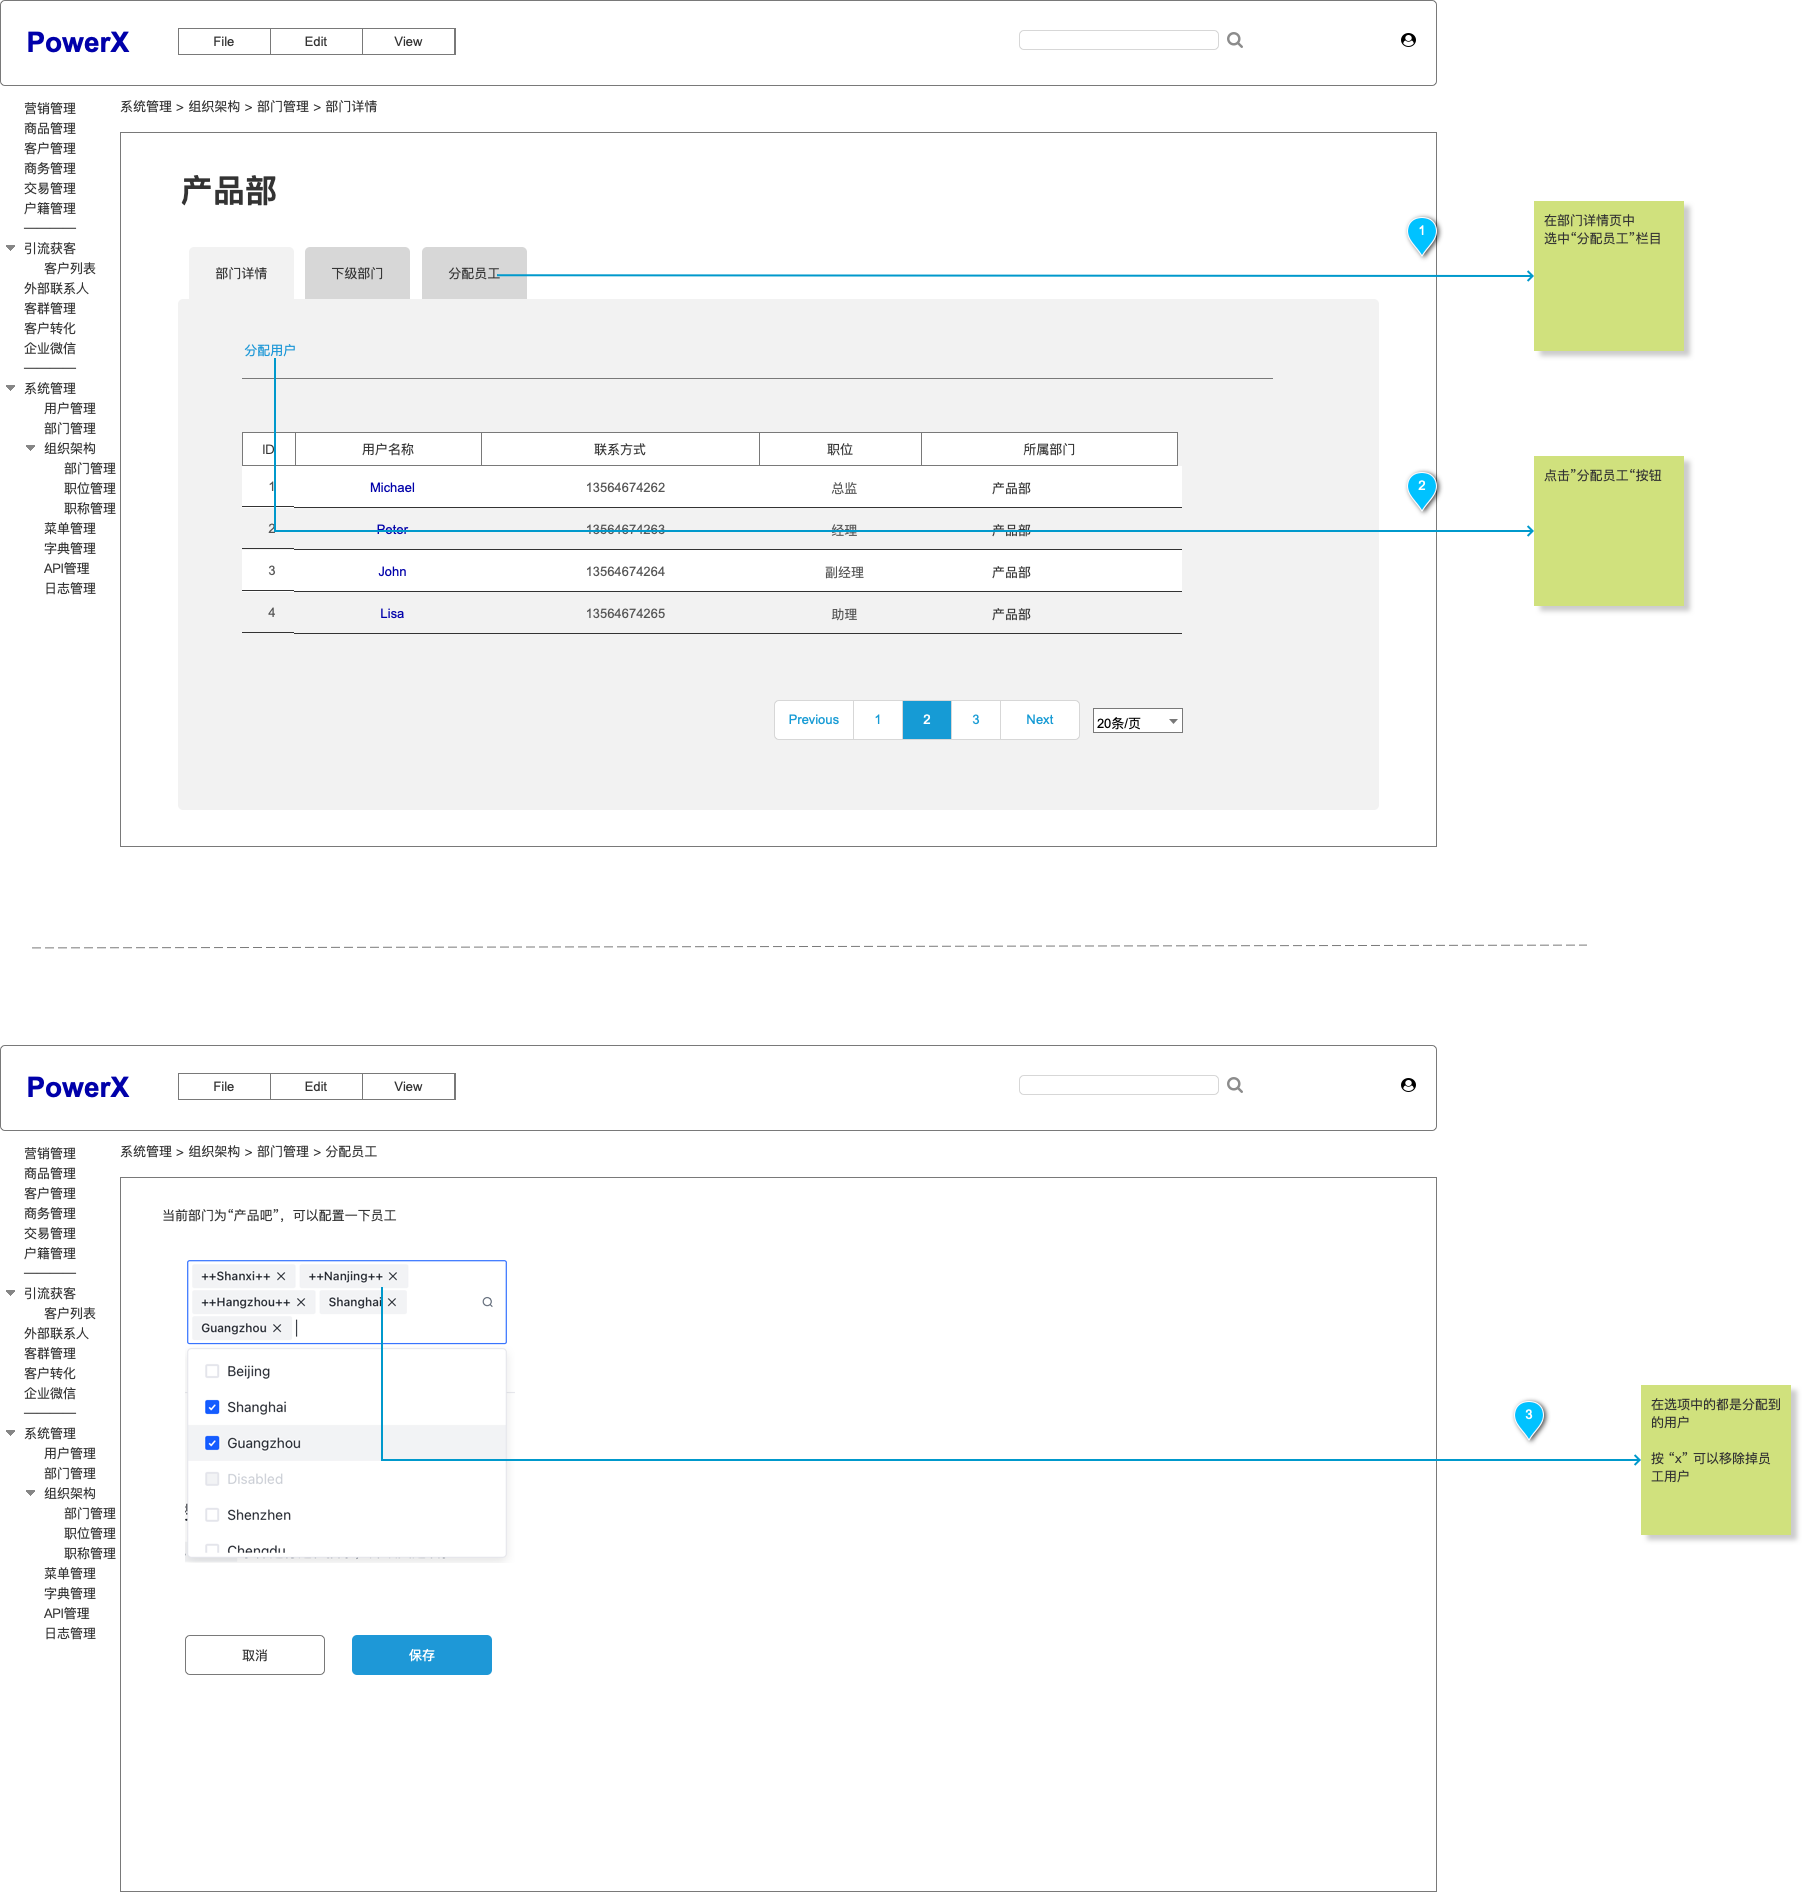 PowerX
File Edit View
系统管理 > 组织架构 > 部门管理 > 部门详情
营销管理
商品管理
客户管理
商务管理
交易管理
户籍管理
引流获客
客户列表
外部联系人
客群管理
客户转化
企业微信
系统管理
用户管理
部门管理
组织架构
部门管理
职位管理
职称管理
菜单管理
字典管理
API管理
日志管理
产品部
部门详情 下级部门 分配员工
分配用户
ID 用户名称 联系方式 职位 所属部门
1 Michael 13564674262 总监 产品部
2 Peter 13564674263 经理 产品部
3 John 13564674264 副经理 产品部
4 Lisa 13564674265 助理 产品部
Previous 1 2 3 Next 20条/页
1
在部门详情页中
选中“分配员工”栏目
2
点击”分配员工“按钮
PowerX
File Edit View
系统管理 > 组织架构 > 部门管理 > 分配员工
营销管理
商品管理
客户管理
商务管理
交易管理
户籍管理
引流获客
客户列表
外部联系人
客群管理
客户转化
企业微信
系统管理
用户管理
部门管理
组织架构
部门管理
职位管理
职称管理
菜单管理
字典管理
API管理
日志管理
当前部门为“产品吧”，可以配置一下员工
++Shanxi++ ++Nanjing++
++Hangzhou++ Shanghai
Guangzhou
Beijing
Shanghai
Guangzhou
Disabled
Shenzhen
Chengdu
取消 保存
3
在选项中的都是分配到
的用户
按 “x” 可以移除掉员
工用户